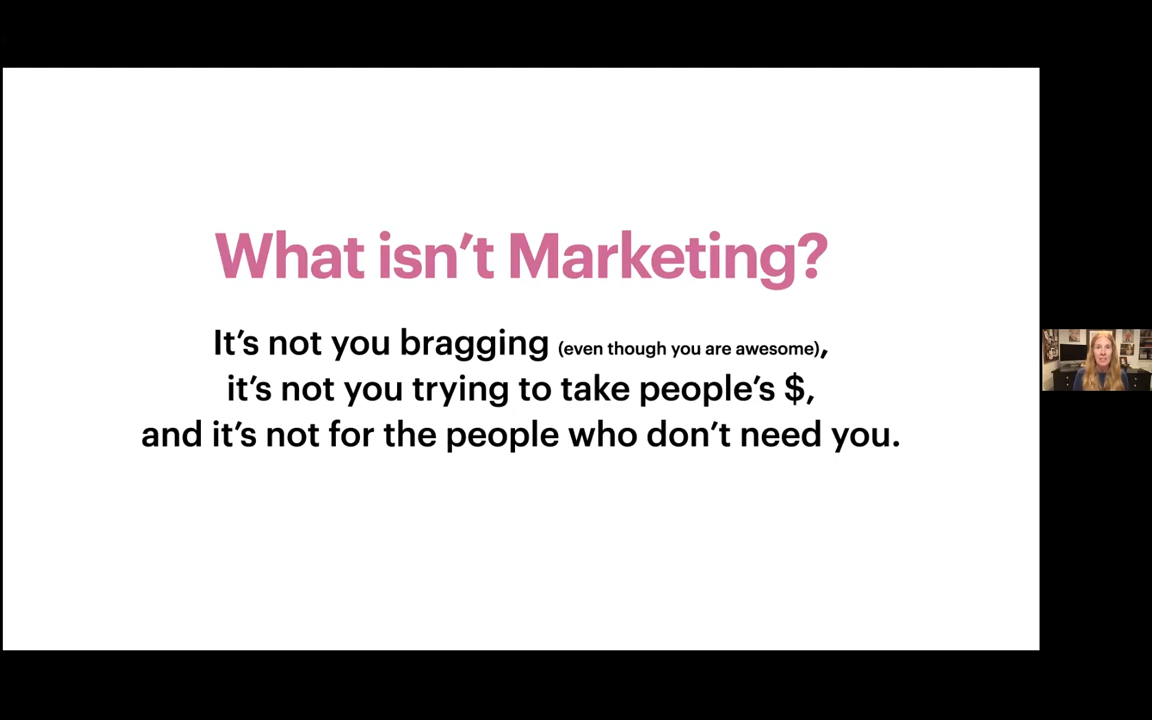 What isn't Marketing?
It's not you bragging (even though you are awesome),
it's not you trying to take people's $,
and it's not for the people who don't need you.